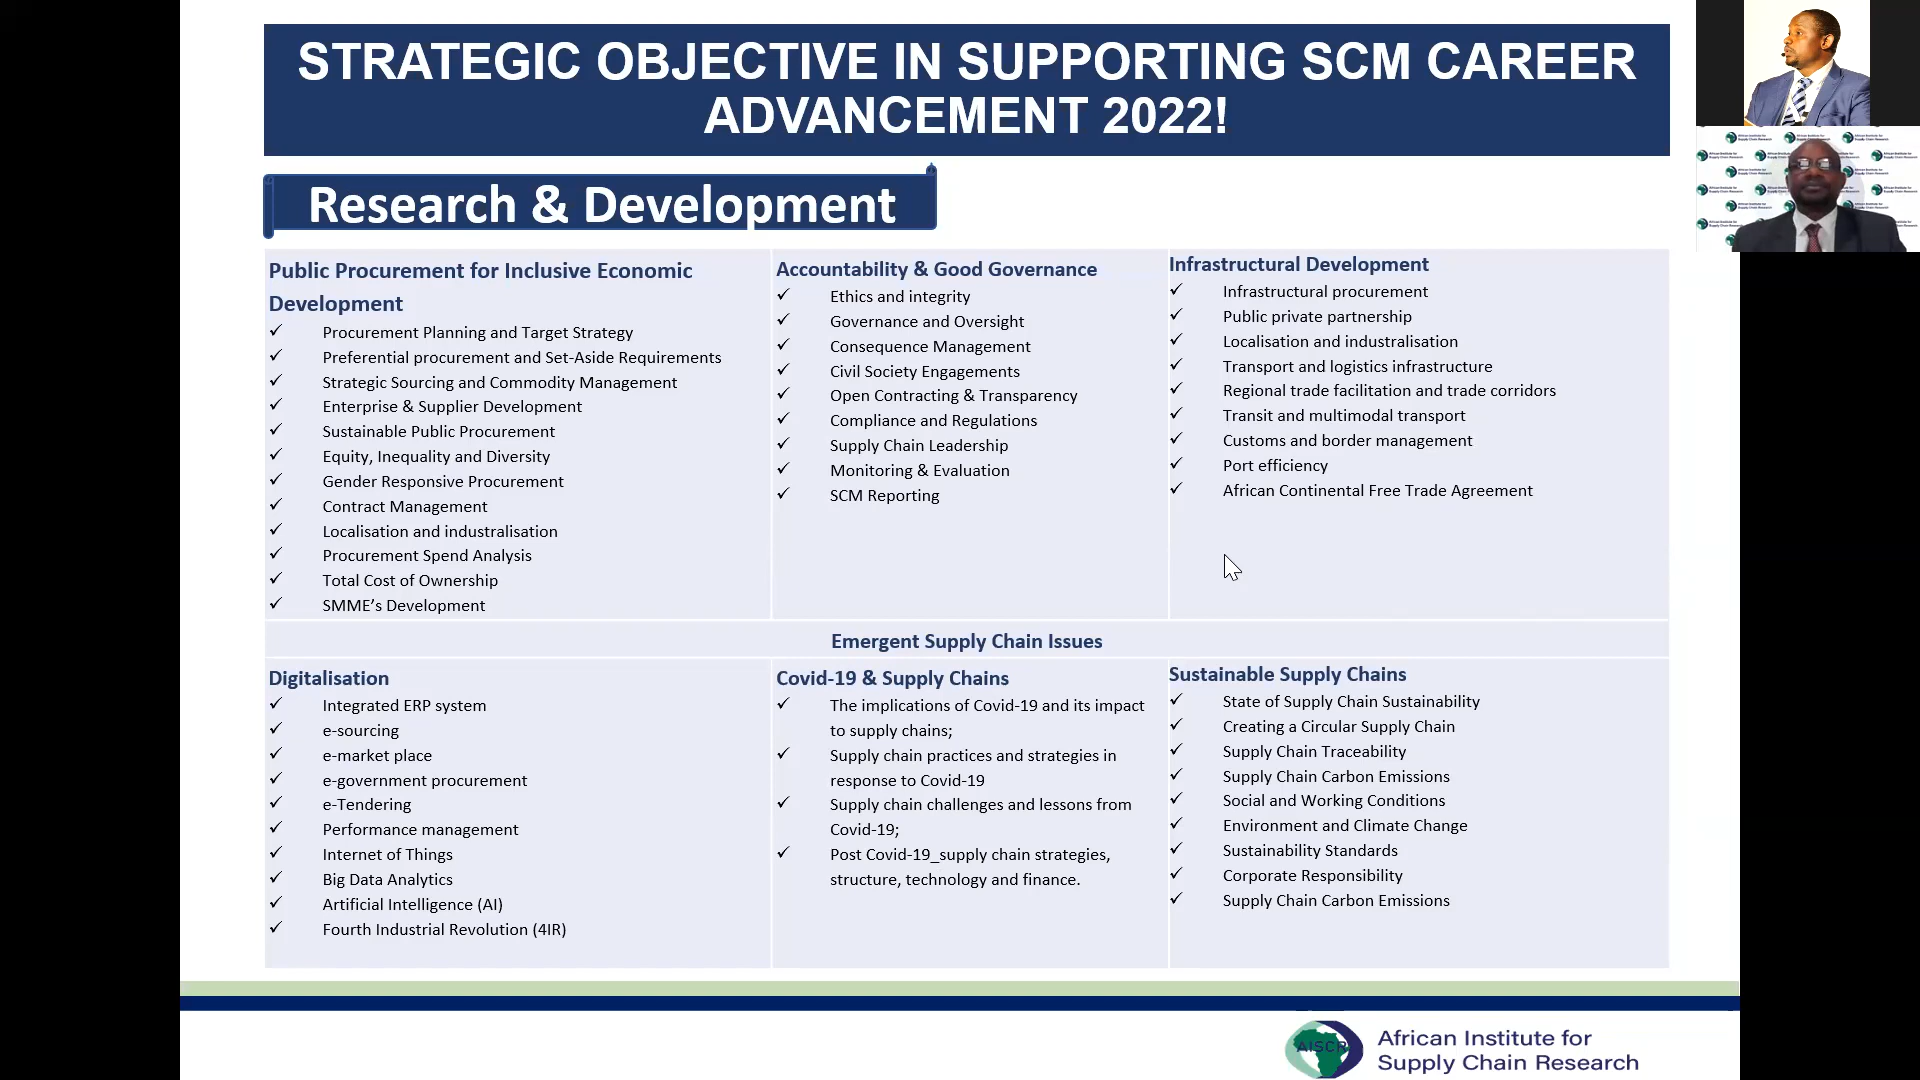 STRATEGIC OBJECTIVE IN SUPPORTING SCM CAREER
ADVANCEMENT 2022!
Research & Development
Public Procurement for Inclusive Economic
Development
Procurement Planning and Target Strategy
Preferential procurement and Set-Aside Requirements
Strategic Sourcing and Commodity Management
Enterprise & Supplier Development
Sustainable Public Procurement
Equity, Inequality and Diversity
Gender Responsive Procurement
Contract Management
Localisation and industralisation
Procurement Spend Analysis
Total Cost of Ownership
SMME's Development
Accountability & Good Governance
Ethics and integrity
Governance and Oversight
Consequence Management
Civil Society Engagements
Open Contracting & Transparency
Compliance and Regulations
Supply Chain Leadership
Monitoring & Evaluation
SCM Reporting
Infrastructural Development
Infrastructural procurement
Public private partnership
Localisation and industralisation
Transport and logistics infrastructure
Regional trade facilitation and trade corridors
Transit and multimodal transport
Customs and border management
Port efficiency
African Continental Free Trade Agreement
Emergent Supply Chain Issues
Digitalisation
Integrated ERP system
e-sourcing
e-market place
e-government procurement
e-Tendering
Performance management
Internet of Things
Big Data Analytics
Artificial Intelligence (AI)
Fourth Industrial Revolution (4IR)
Covid-19 & Supply Chains
The implications of Covid-19 and its impact
to supply chains;
Supply chain practices and strategies in
response to Covid-19
Supply chain challenges and lessons from
Covid-19;
Post Covid-19_supply chain strategies,
structure, technology and finance.
Sustainable Supply Chains
State of Supply Chain Sustainability
Creating a Circular Supply Chain
Supply Chain Traceability
Supply Chain Carbon Emissions
Social and Working Conditions
Environment and Climate Change
Sustainability Standards
Corporate Responsibility
Supply Chain Carbon Emissions
AISCR
African Institute for
Supply Chain Research